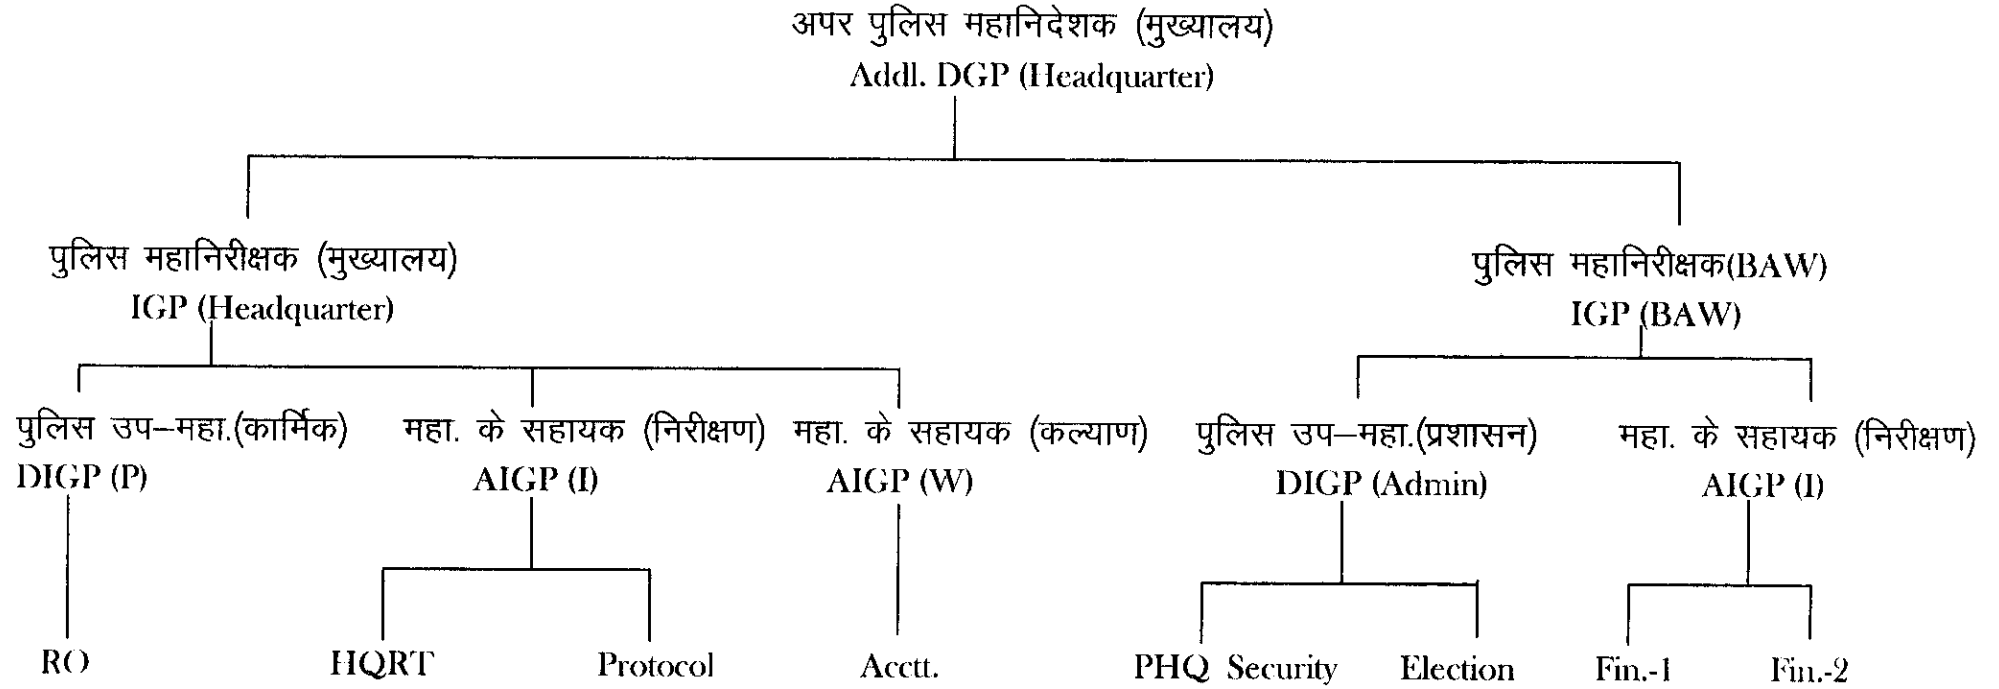 अपर पुलिस महानिदेशक (मुख्यालय)
Addl. DGP (Headquarter)
पुलिस महानिरीक्षक (मुख्यालय)
IGP (Headquarter)
पुलिस महानिरीक्षक(BAW)
IGP (BAW)
पुलिस उप–महा.(कार्मिक)
DIGP (P)
महा. के सहायक (निरीक्षण)
AIGP (I)
महा. के सहायक (कल्याण)
AIGP (W)
पुलिस उप–महा.(प्रशासन)
DIGP (Admin)
महा. के सहायक (निरीक्षण)
AIGP (I)
RO
HQRT
Protocol
Acctt.
PHQ Security
Election
Fin.-1
Fin.-2